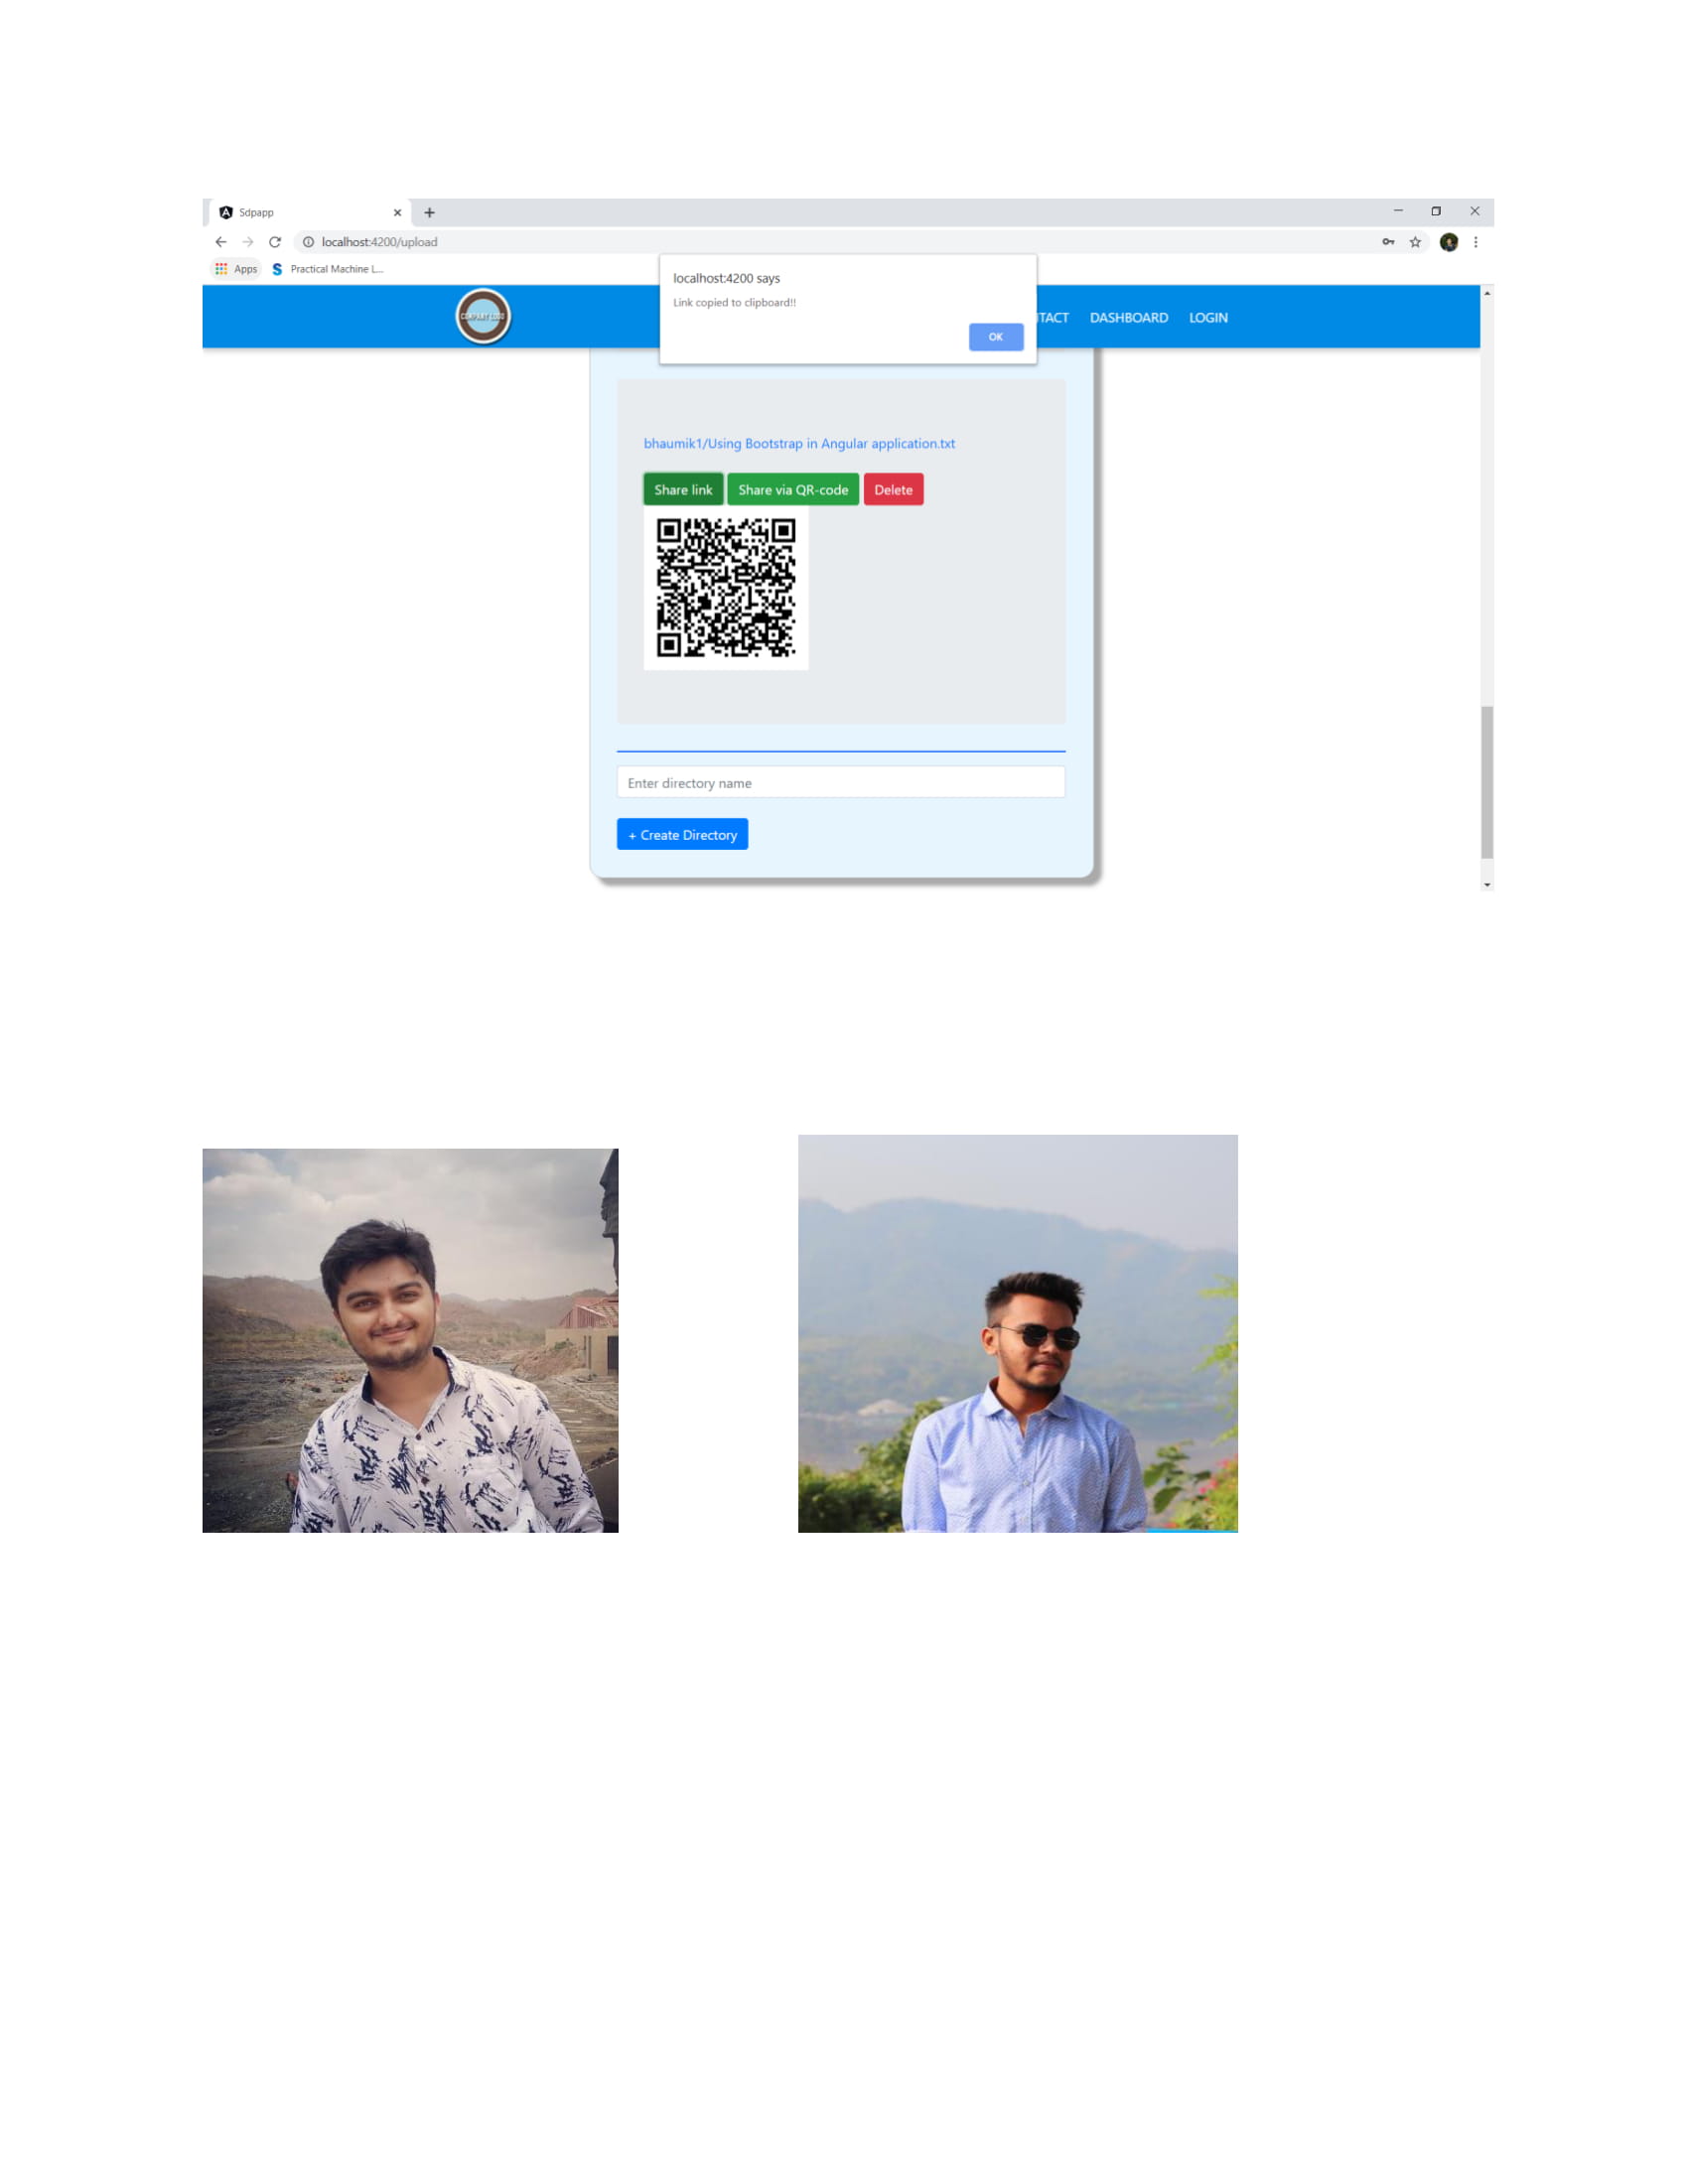 Sdpapp
localhost:4200/upload
Apps Practical Machine L...
localhost:4200 says
Link copied to clipboard!!
OK
COMPANY LOGO
TACT DASHBOARD LOGIN
bhaumik1/Using Bootstrap in Angular application.txt
Share link Share via QR-code Delete
Enter directory name
+ Create Directory